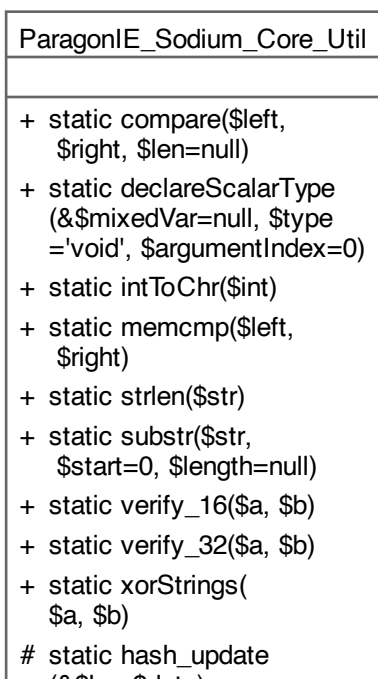 ParagonIE_Sodium_Core_Util
+ static compare($left,
$right, $len=null)
+ static declareScalarType
(&$mixedVar=null, $type
='void', $argumentIndex=0)
+ static intToChr($int)
+ static memcmp($left,
$right)
+ static strlen($str)
+ static substr($str,
$start=0, $length=null)
+ static verify_16($a, $b)
+ static verify_32($a, $b)
+ static xorStrings(
$a, $b)
# static hash_update